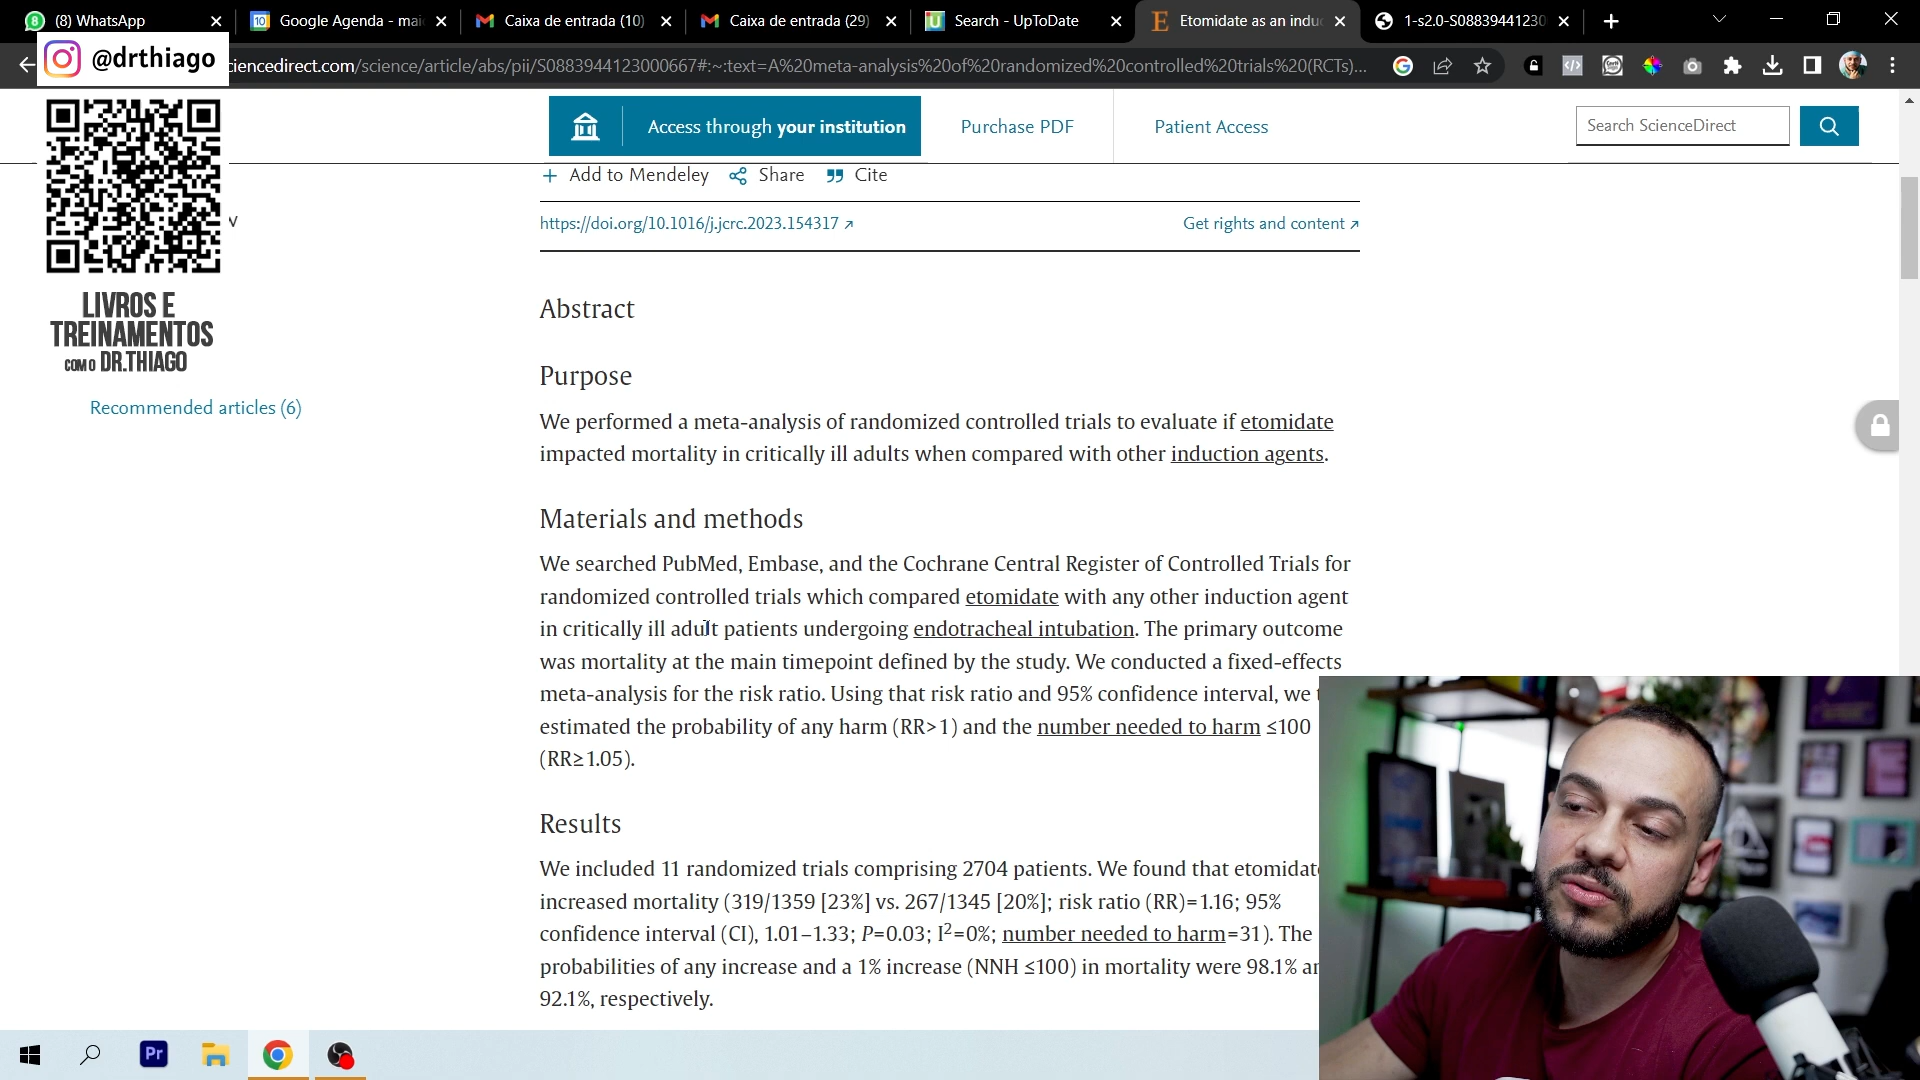 (8) WhatsApp
Google Agenda - mai
Caixa de entrada (10)
Caixa de entrada (29)
Search - UpToDate
Etomidate as an indu
1-s2.0-S08839441230
@drthiago
ciencedirect.com/science/article/abs/pii/S0883944123000667#:~:text=A%20meta-analysis%20of%20randomized%20controlled%20trials%20(RCTs)...
Access through your institution
Purchase PDF
Patient Access
Search ScienceDirect
Add to Mendeley
Share
Cite
https://doi.org/10.1016/j.jcrc.2023.154317
Get rights and content
LIVROS E
TREINAMENTOS
COM O DR.THIAGO
Recommended articles (6)
Abstract
Purpose
We performed a meta-analysis of randomized controlled trials to evaluate if etomidate
impacted mortality in critically ill adults when compared with other induction agents.
Materials and methods
We searched PubMed, Embase, and the Cochrane Central Register of Controlled Trials for
randomized controlled trials which compared etomidate with any other induction agent
in critically ill adult patients undergoing endotracheal intubation. The primary outcome
was mortality at the main timepoint defined by the study. We conducted a fixed-effects
meta-analysis for the risk ratio. Using that risk ratio and 95% confidence interval, we
estimated the probability of any harm (RR>1) and the number needed to harm ≤100
(RR≥1.05).
Results
We included 11 randomized trials comprising 2704 patients. We found that etomidat
increased mortality (319/1359 [23%] vs. 267/1345 [20%]; risk ratio (RR)=1.16; 95%
confidence interval (CI), 1.01–1.33; P=0.03; I²=0%; number needed to harm=31). The
probabilities of any increase and a 1% increase (NNH ≤100) in mortality were 98.1% a
92.1%, respectively.
Pr